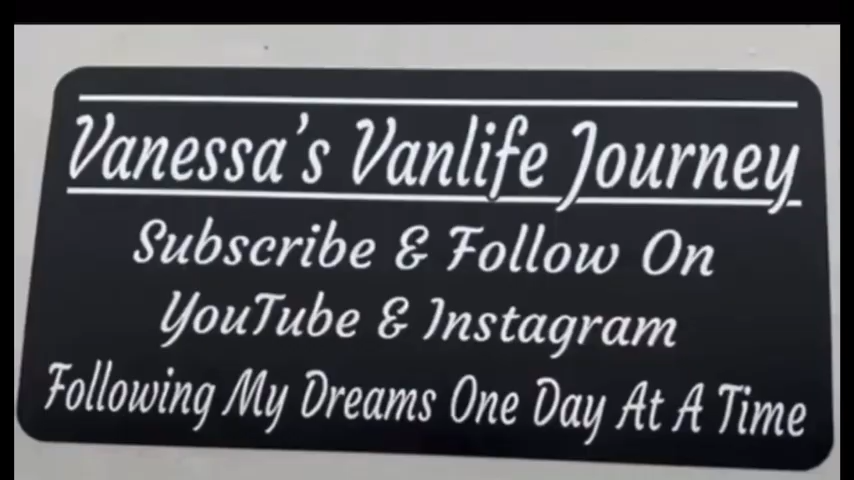 Vanessa's Vanlife Journey
Subscribe & Follow On
YouTube & Instagram
Following My Dreams One Day At A Time